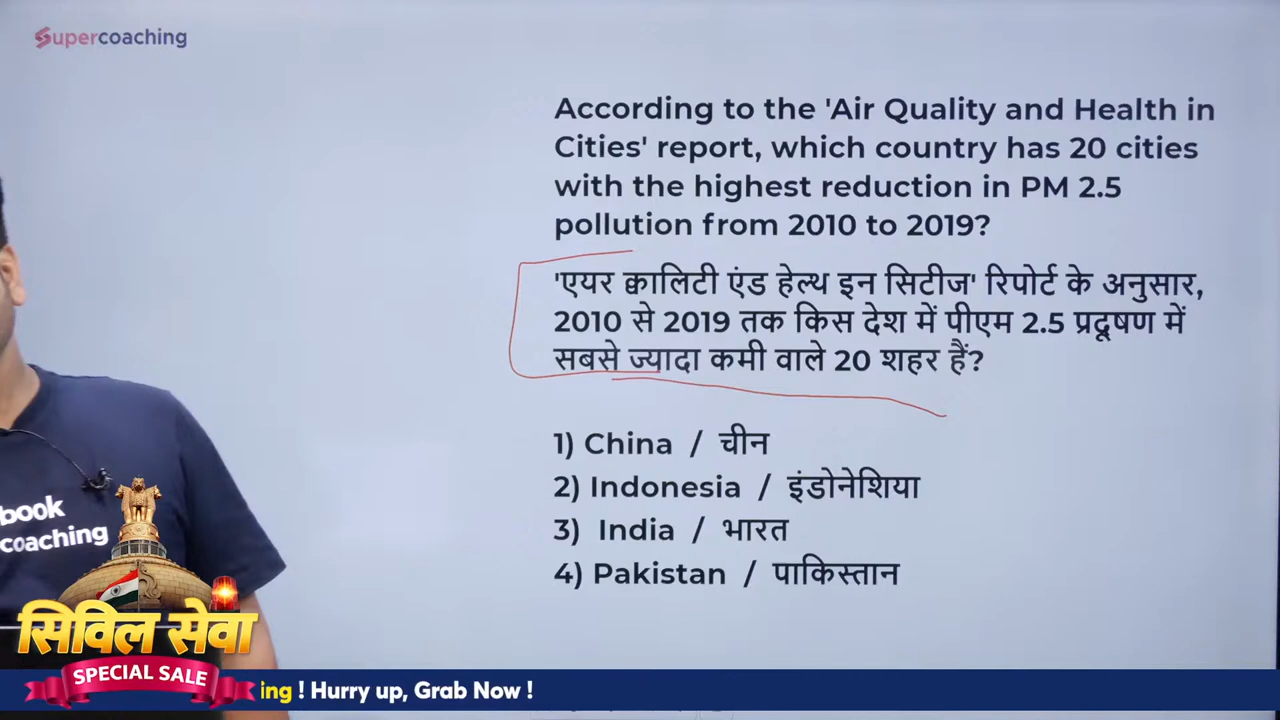 Supercoaching
According to the 'Air Quality and Health in
Cities' report, which country has 20 cities
with the highest reduction in PM 2.5
pollution from 2010 to 2019?
'एयर क्वालिटी एंड हेल्थ इन सिटीज' रिपोर्ट के अनुसार,
2010 से 2019 तक किस देश में पीएम 2.5 प्रदूषण में
सबसे ज्यादा कमी वाले 20 शहर हैं?
1) China / चीन
2) Indonesia / इंडोनेशिया
3) India / भारत
4) Pakistan / पाकिस्तान
book
coaching
सिविल सेवा
SPECIAL SALE
ing ! Hurry up, Grab Now !